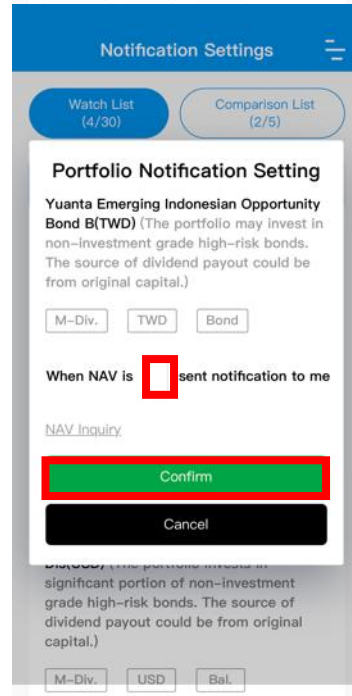 Notification Settings
Watch List
(4/30)
Comparison List
(2/5)
Portfolio Notification Setting
Yuanta Emerging Indonesian Opportunity
Bond B(TWD) (The portfolio may invest in
non-investment grade high-risk bonds.
The source of dividend payout could be
from original capital.)
M-Div.
TWD
Bond
When NAV is sent notification to me
NAV Inquiry
Confirm
Cancel
significant portion of non-investment
grade high-risk bonds. The source of
dividend payout could be from original
capital.)
M-Div.
USD
Bal.